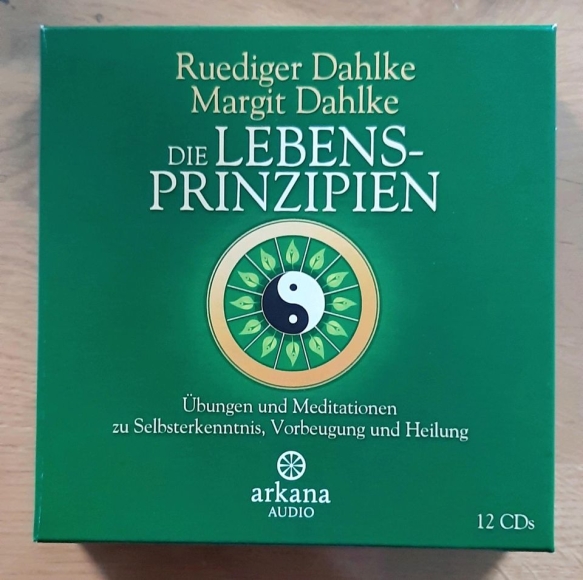 Ruediger Dahlke
Margit Dahlke
DIE LEBENS-
PRINZIPIEN
Übungen und Meditationen
zu Selbsterkenntnis, Vorbeugung und Heilung
arkana
AUDIO
12 CDs